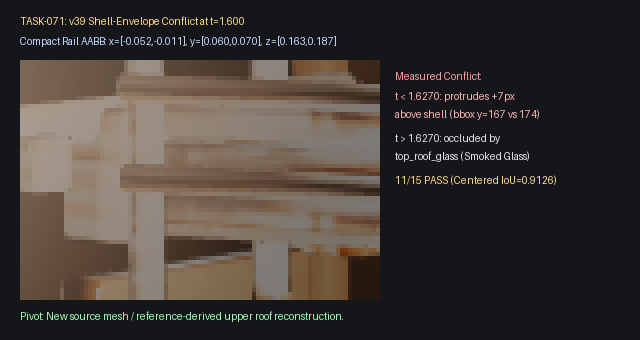 TASK-071: v39 Shell-Envelope Conflict at t=1.600
Compact Rail AABB: x=[-0.052,-0.011], y=[0.060,0.070], z=[0.163,0.187]
Measured Conflict:
t < 1.6270: protrudes +7px
above shell (bbox y=167 vs 174)
t > 1.6270: occluded by
top_roof_glass (Smoked Glass)
11/15 PASS (Centered IoU=0.9126)
Pivot: New source mesh / reference-derived upper roof reconstruction.